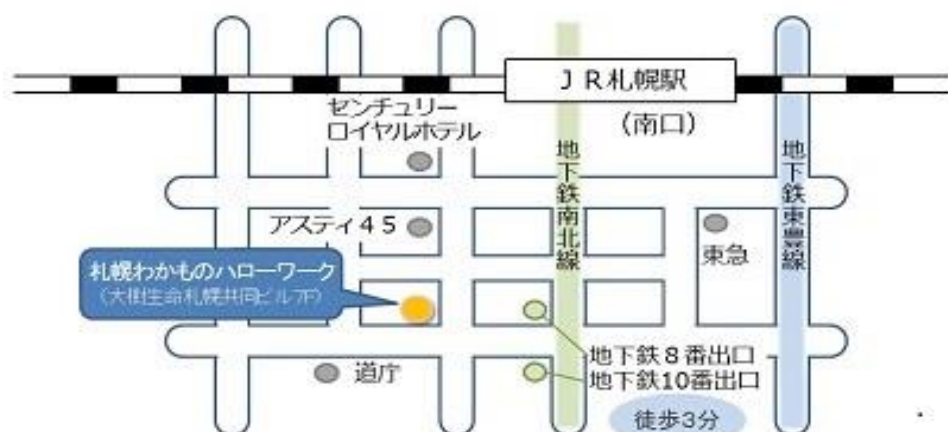 ＪＲ札幌駅
（南口）
センチュリー
ロイヤルホテル
地下鉄南北線
地下鉄東豊線
アスティ４５
東急
札幌わかものハローワーク
（大樹生命札幌共同ビル7F）
地下鉄８番出口
地下鉄10番出口
道庁
徒歩3分